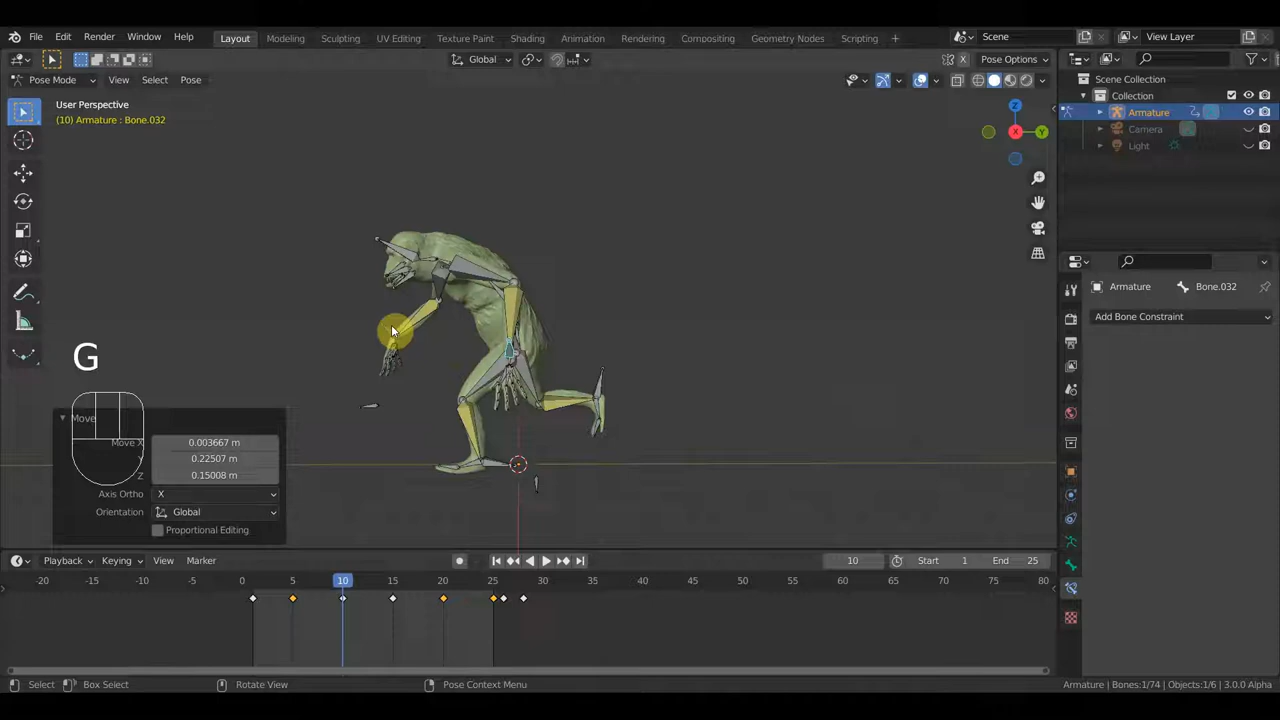 File Edit Render Window Help Layout Modeling Sculpting UV Editing Texture Paint Shading Animation Rendering Compositing Geometry Nodes Scripting + Scene View Layer
Global Pose Options
Pose Mode View Select Pose
User Perspective
(10) Armature : Bone.032
Z
X
Y
Scene Collection
Collection
Armature
Camera
Light
Armature Bone.032
Add Bone Constraint
G
Move
Move X 0.003667 m
Y 0.22507 m
Z 0.15008 m
Axis Ortho X
Orientation Global
Proportional Editing
Playback Keying View Marker 10 Start 1 End 25
-20 -15 -10 -5 0 5 10 15 20 25 30 35 40 45 50 55 60 65 70 75 80
Select Box Select Rotate View Pose Context Menu Armature | Bones:1/74 | Objects:1/6 | 3.0.0 Alpha